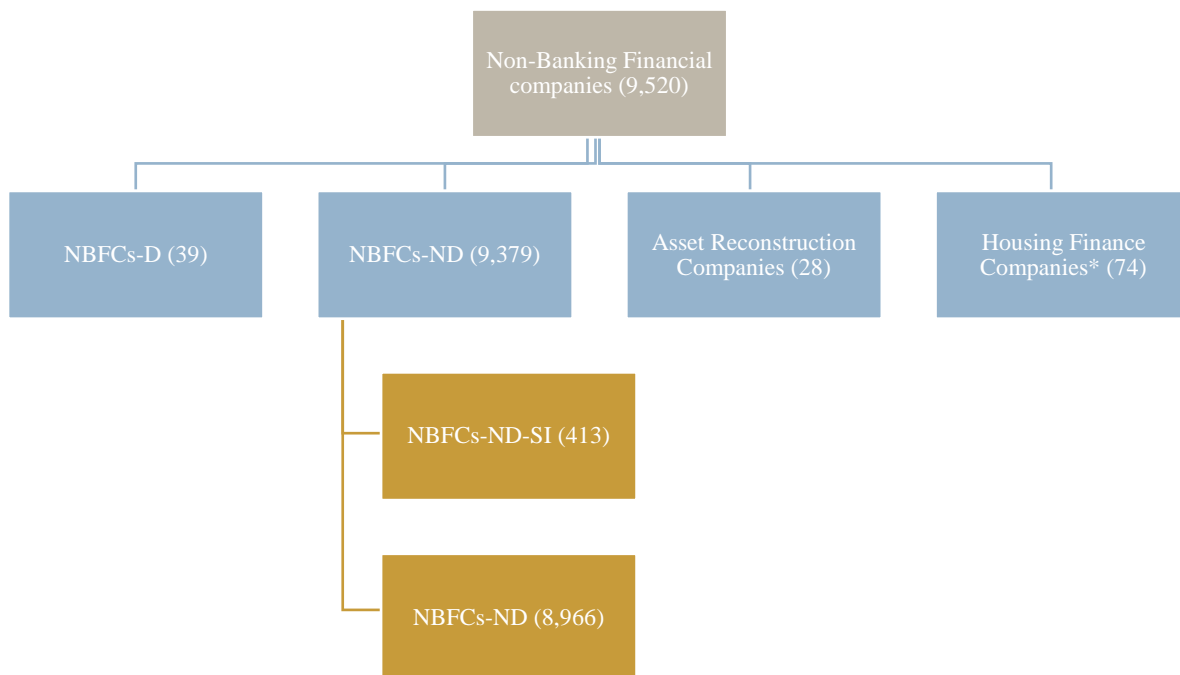 Non-Banking Financial
companies (9,520)
NBFCs-D (39)
NBFCs-ND (9,379)
Asset Reconstruction
Companies (28)
Housing Finance
Companies* (74)
NBFCs-ND-SI (413)
NBFCs-ND (8,966)